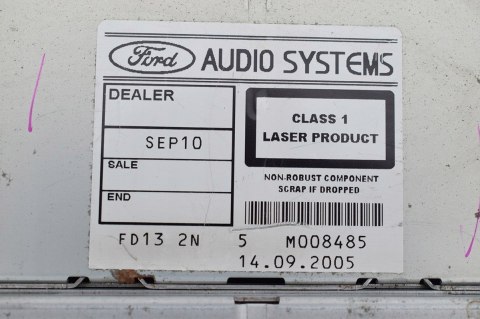 Ford AUDIO SYSTEMS
DEALER
SEP10
SALE
END
CLASS 1
LASER PRODUCT
NON-ROBUST COMPONENT
SCRAP IF DROPPED
FD13 2N 5 M008485
14.09.2005